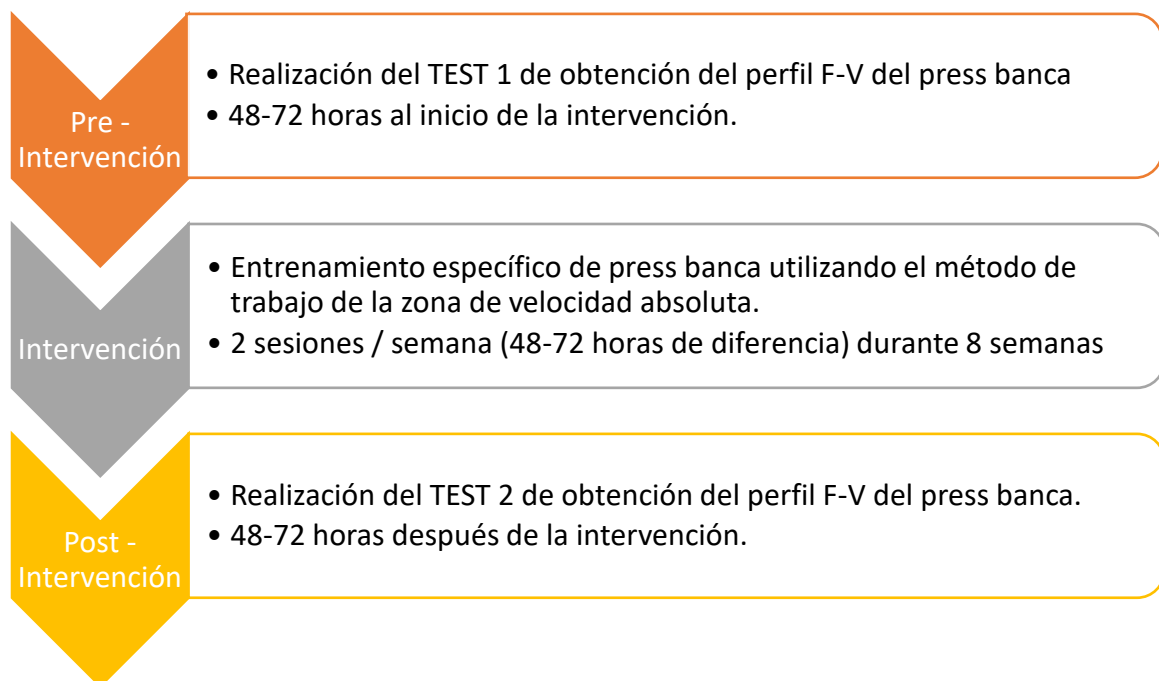 Pre -
Intervención
• Realización del TEST 1 de obtención del perfil F-V del press banca
• 48-72 horas al inicio de la intervención.
Intervención
• Entrenamiento específico de press banca utilizando el método de
trabajo de la zona de velocidad absoluta.
• 2 sesiones / semana (48-72 horas de diferencia) durante 8 semanas
Post -
Intervención
• Realización del TEST 2 de obtención del perfil F-V del press banca.
• 48-72 horas después de la intervención.